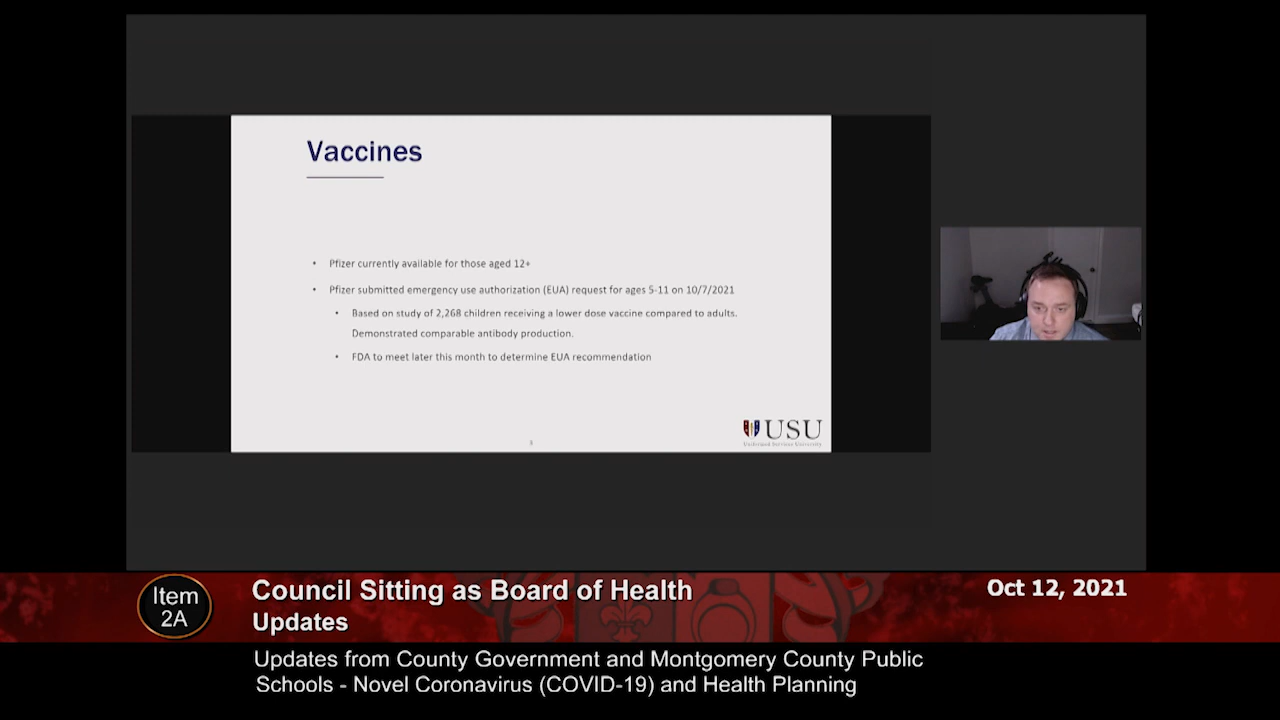 Vaccines
• Pfizer currently available for those aged 12+
• Pfizer submitted emergency use authorization (EUA) request for ages 5-11 on 10/7/2021
• Based on study of 2,268 children receiving a lower dose vaccine compared to adults.
Demonstrated comparable antibody production.
• FDA to meet later this month to determine EUA recommendation
USU
Uniformed Services University
Item
2A
Council Sitting as Board of Health
Updates
Oct 12, 2021
Updates from County Government and Montgomery County Public
Schools - Novel Coronavirus (COVID-19) and Health Planning